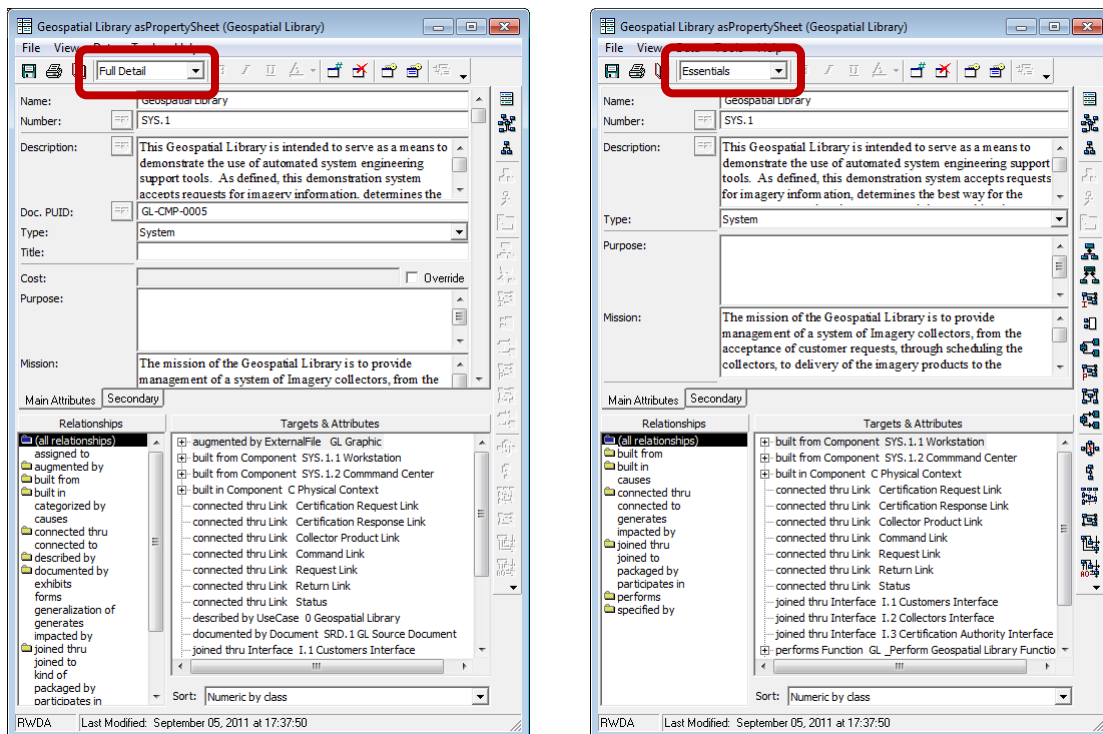 Geospatial Library asPropertySheet (Geospatial Library)
File View
Full Detail
Name: Geospatial Library
Number: SYS.1
Description: This Geospatial Library is intended to serve as a means to
demonstrate the use of automated system engineering
support tools. As defined, this demonstration system
accepts requests for imagery information, determines the
Doc. PUID: GL-CMP-0005
Type: System
Title:
Cost: Override
Purpose:
Mission: The mission of the Geospatial Library is to provide
management of a system of Imagery collectors, from the
Main Attributes Secondary
Relationships
(all relationships)
assigned to
augmented by
built from
built in
categorized by
causes
connected thru
connected to
described by
documented by
exhibits
forms
generalization of
generates
impacted by
joined thru
joined to
kind of
packaged by
participates in
Targets & Attributes
augmented by ExternalFile GL Graphic
built from Component SYS.1.1 Workstation
built from Component SYS.1.2 Commmand Center
built in Component C Physical Context
connected thru Link Certification Request Link
connected thru Link Certification Response Link
connected thru Link Collector Product Link
connected thru Link Command Link
connected thru Link Request Link
connected thru Link Return Link
connected thru Link Status
described by UseCase 0 Geospatial Library
documented by Document SRD.1 GL Source Document
joined thru Interface I.1 Customers Interface
Sort: Numeric by class
RWDA Last Modified: September 05, 2011 at 17:37:50
Geospatial Library asPropertySheet (Geospatial Library)
File View
Essentials
Name: Geospatial Library
Number: SYS.1
Description: This Geospatial Library is intended to serve as a means to
demonstrate the use of automated system engineering support
tools. As defined, this demonstration system accepts requests
for imagery information, determines the best way for the
Type: System
Purpose:
Mission: The mission of the Geospatial Library is to provide
management of a system of Imagery collectors, from the
acceptance of customer requests, through scheduling the
collectors, to delivery of the imagery products to the
Main Attributes Secondary
Relationships
(all relationships)
built from
built in
causes
connected thru
connected to
generates
impacted by
joined thru
joined to
packaged by
participates in
performs
specified by
Targets & Attributes
built from Component SYS.1.1 Workstation
built from Component SYS.1.2 Commmand Center
built in Component C Physical Context
connected thru Link Certification Request Link
connected thru Link Certification Response Link
connected thru Link Collector Product Link
connected thru Link Command Link
connected thru Link Request Link
connected thru Link Return Link
connected thru Link Status
joined thru Interface I.1 Customers Interface
joined thru Interface I.2 Collectors Interface
joined thru Interface I.3 Certification Authority Interface
performs Function GL _Perform Geospatial Library Functio
Sort: Numeric by class
RWDA Last Modified: September 05, 2011 at 17:37:50